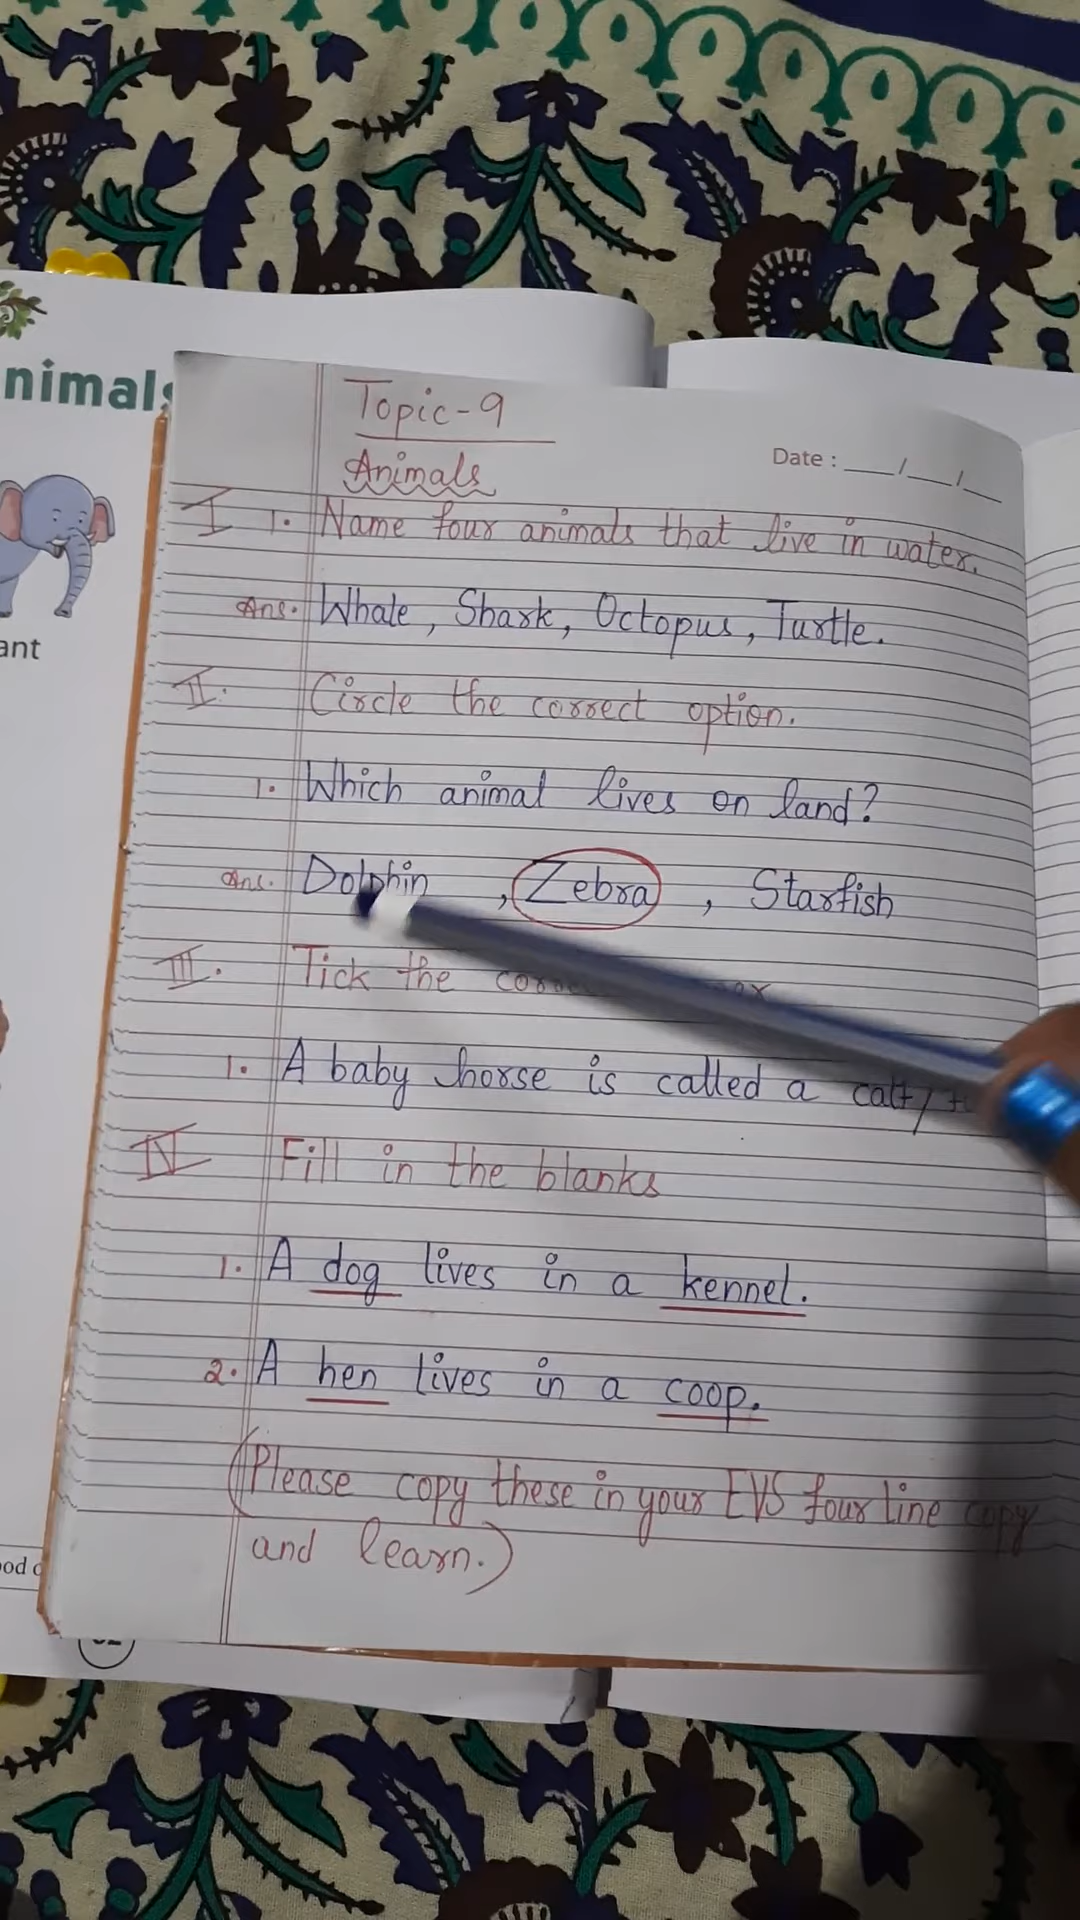 nimals
ant
Topic-9
Animals
Date : __/__/__
I 1. Name four animals that live in water.
Ans. Whale, Shark, Octopus, Turtle.
II. Circle the correct option.
1. Which animal lives on land?
Ans. Dolphin , Zebra , Starfish
III. Tick the
1. A baby horse is called a calf/
IV Fill in the blanks
1. A dog lives in a kennel.
2. A hen lives in a coop.
(Please copy these in your EVS four line copy
and learn.)
ood